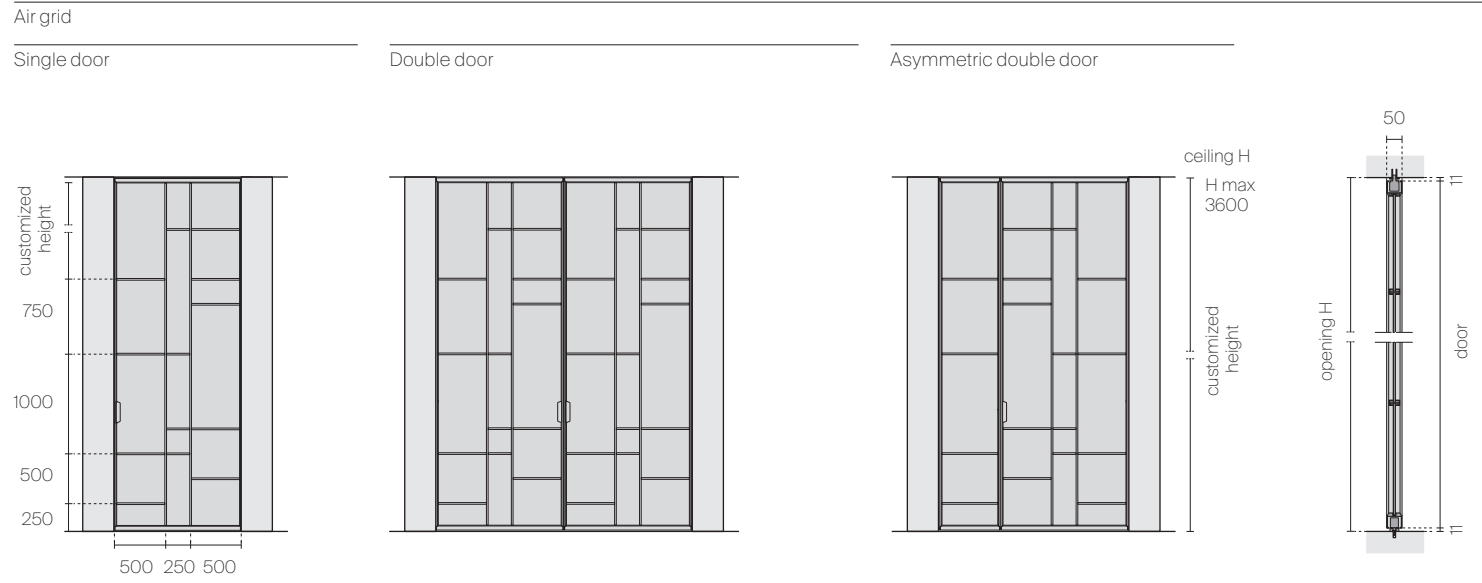 Air grid
Single door
Double door
Asymmetric double door
customized
height
750
1000
500
250
500 250 500
ceiling H
H max
3600
customized
height
50
opening H
door
11
11